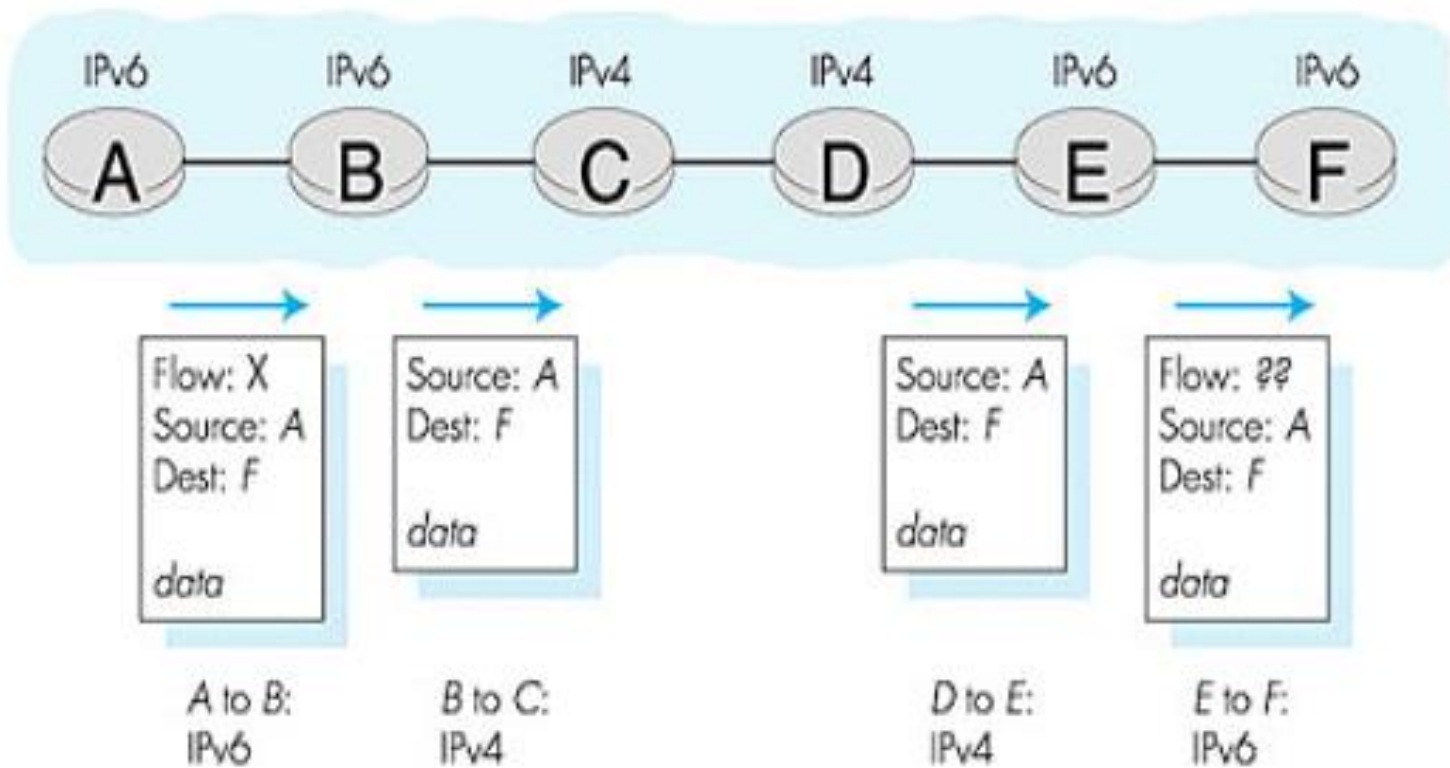 IPv6 IPv6 IPv4 IPv4 IPv6 IPv6
A B C D E F
Flow: X
Source: A
Dest: F
data
Source: A
Dest: F
data
Source: A
Dest: F
data
Flow: ??
Source: A
Dest: F
data
A to B:
IPv6
B to C:
IPv4
D to E:
IPv4
E to F:
IPv6